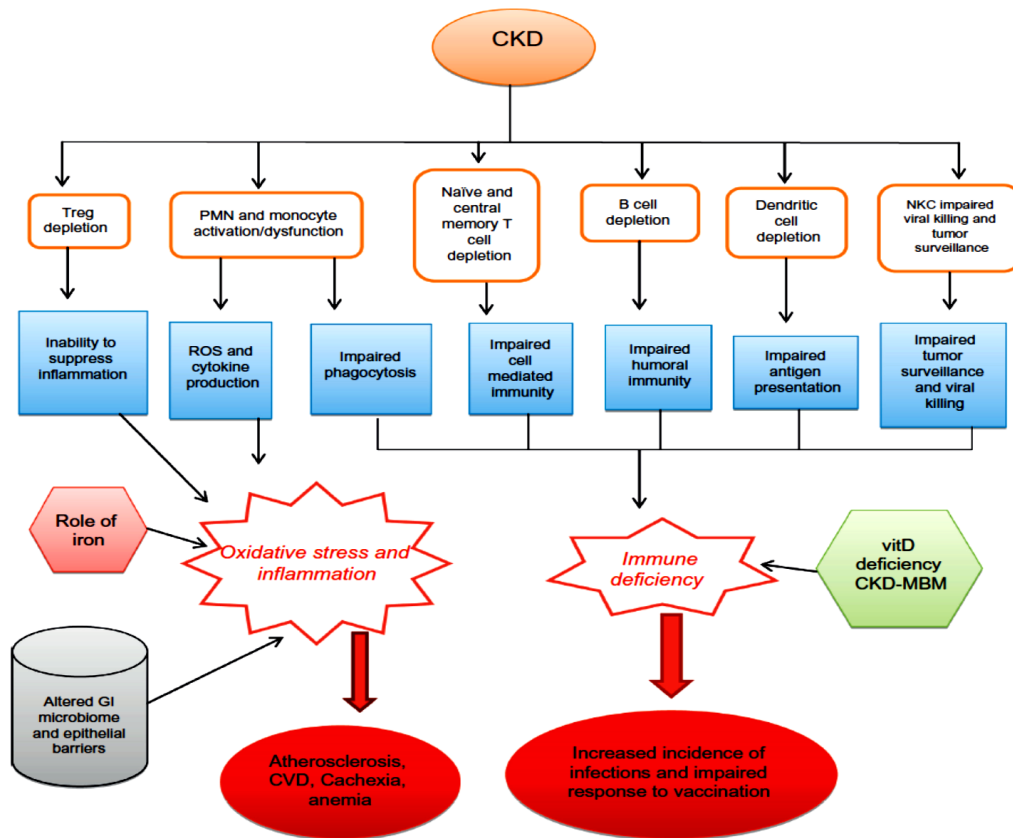 CKD
Treg
depletion
PMN and monocyte
activation/dysfunction
Naïve and
central
memory T
cell
depletion
B cell
depletion
Dendritic
cell
depletion
NKC impaired
viral killing and
tumor
surveillance
Inability to
suppress
inflammation
ROS and
cytokine
production
Impaired
phagocytosis
Impaired
cell
mediated
immunity
Impaired
humoral
immunity
Impaired
antigen
presentation
Impaired
tumor
surveillance
and viral
killing
Role of
iron
Oxidative stress and
inflammation
Immune
deficiency
vitD
deficiency
CKD-MBM
Altered GI
microbiome
and epithelial
barriers
Atherosclerosis,
CVD, Cachexia,
anemia
Increased incidence of
infections and impaired
response to vaccination